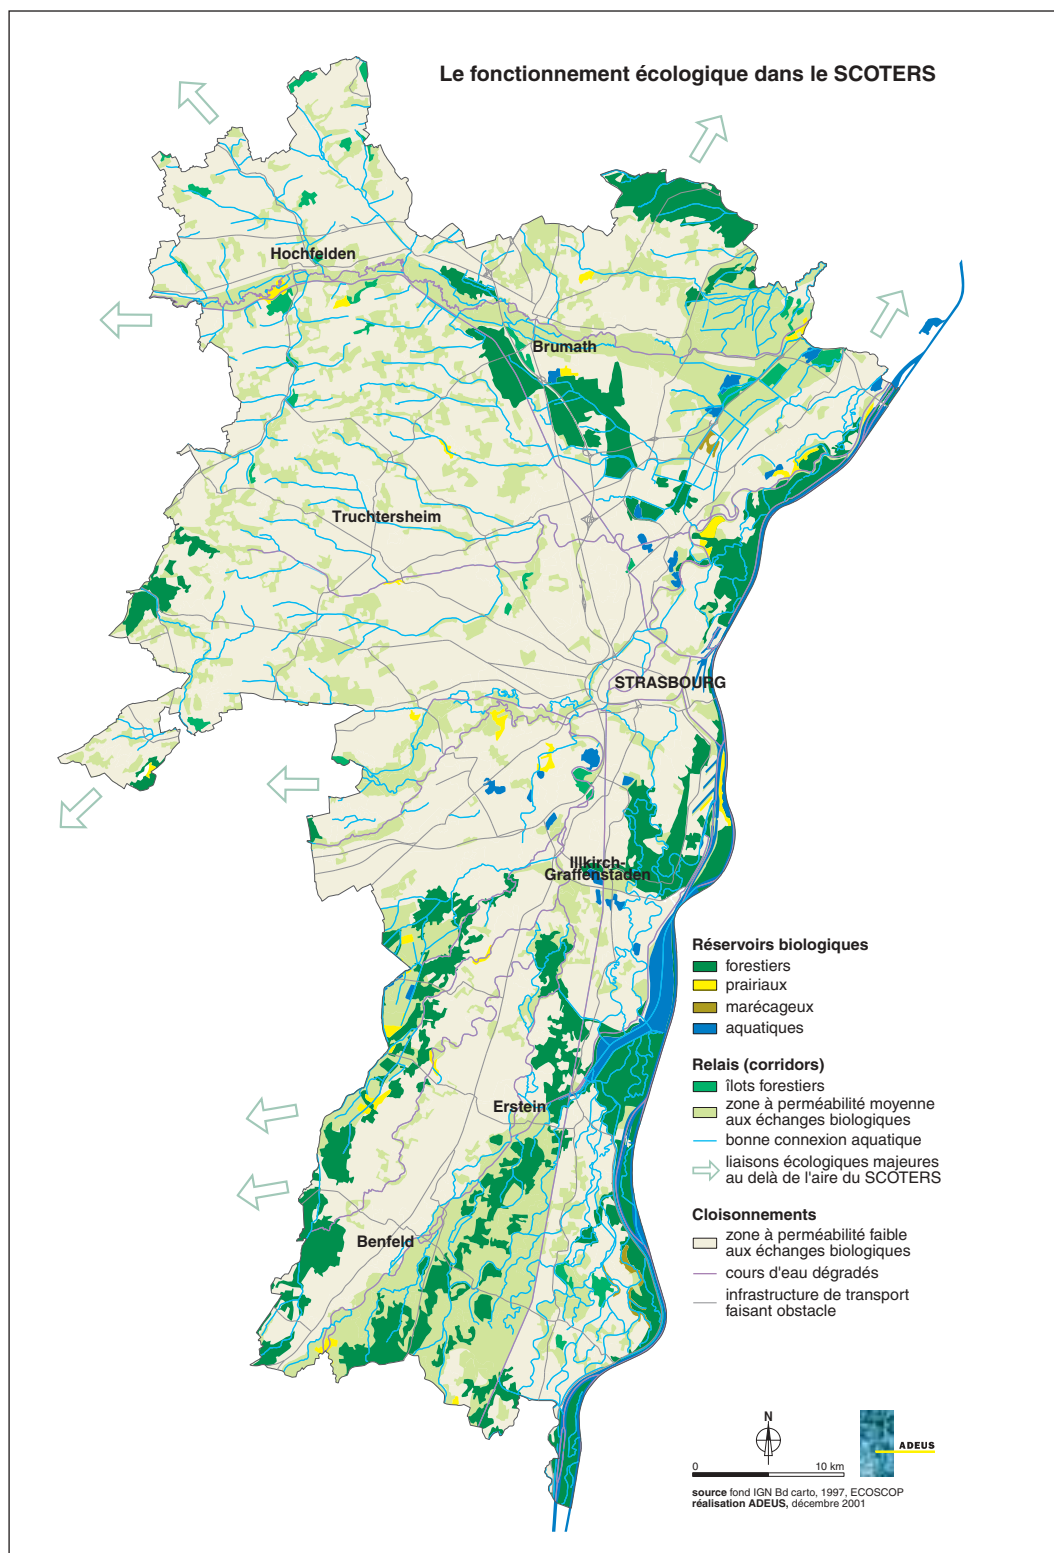 Le fonctionnement écologique dans le SCOTERS
Hochfelden
Brumath
Truchtersheim
STRASBOURG
Illkirch-
Graffenstaden
Erstein
Benfeld
Réservoirs biologiques
forestiers
prairiaux
marécageux
aquatiques
Relais (corridors)
îlots forestiers
zone à perméabilité moyenne
aux échanges biologiques
bonne connexion aquatique
liaisons écologiques majeures
au delà de l'aire du SCOTERS
Cloisonnements
zone à perméabilité faible
aux échanges biologiques
cours d'eau dégradés
infrastructure de transport
faisant obstacle
N
0 10 km
ADEUS
source fond IGN Bd carto, 1997, ECOSCOP
réalisation ADEUS, décembre 2001